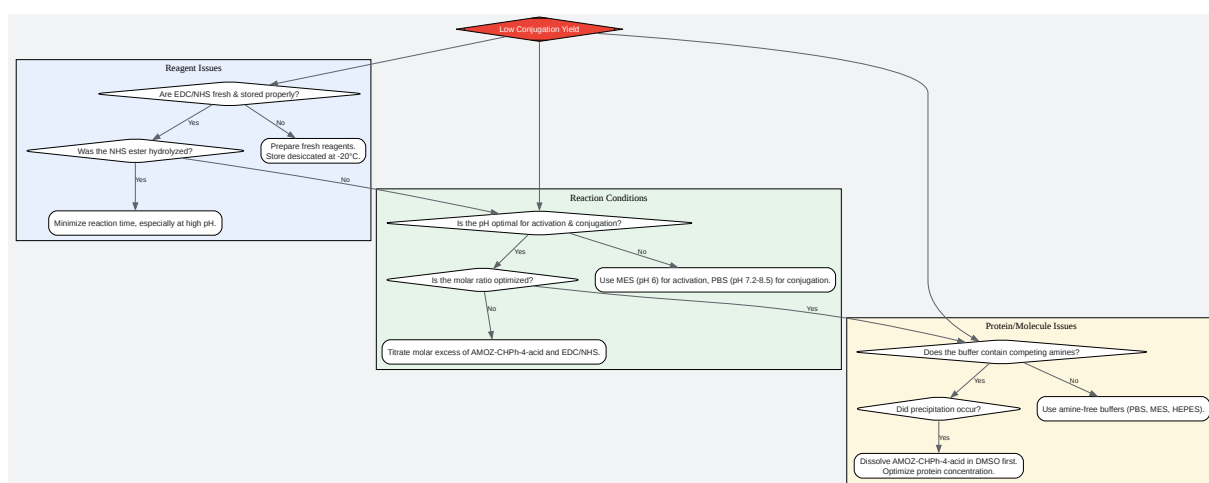 Low Conjugation Yield
Reagent Issues
Are EDC/NHS fresh & stored properly?
Yes
No
Was the NHS ester hydrolyzed?
Prepare fresh reagents.
Store desiccated at -20°C.
Yes
No
Minimize reaction time, especially at high pH.
Reaction Conditions
Is the pH optimal for activation & conjugation?
Yes
No
Is the molar ratio optimized?
Use MES (pH 6) for activation, PBS (pH 7.2-8.5) for conjugation.
No
Yes
Titrate molar excess of AMOZ-CHPh-4-acid and EDC/NHS.
Protein/Molecule Issues
Does the buffer contain competing amines?
Yes
No
Did precipitation occur?
Use amine-free buffers (PBS, MES, HEPES).
Yes
Dissolve AMOZ-CHPh-4-acid in DMSO first.
Optimize protein concentration.